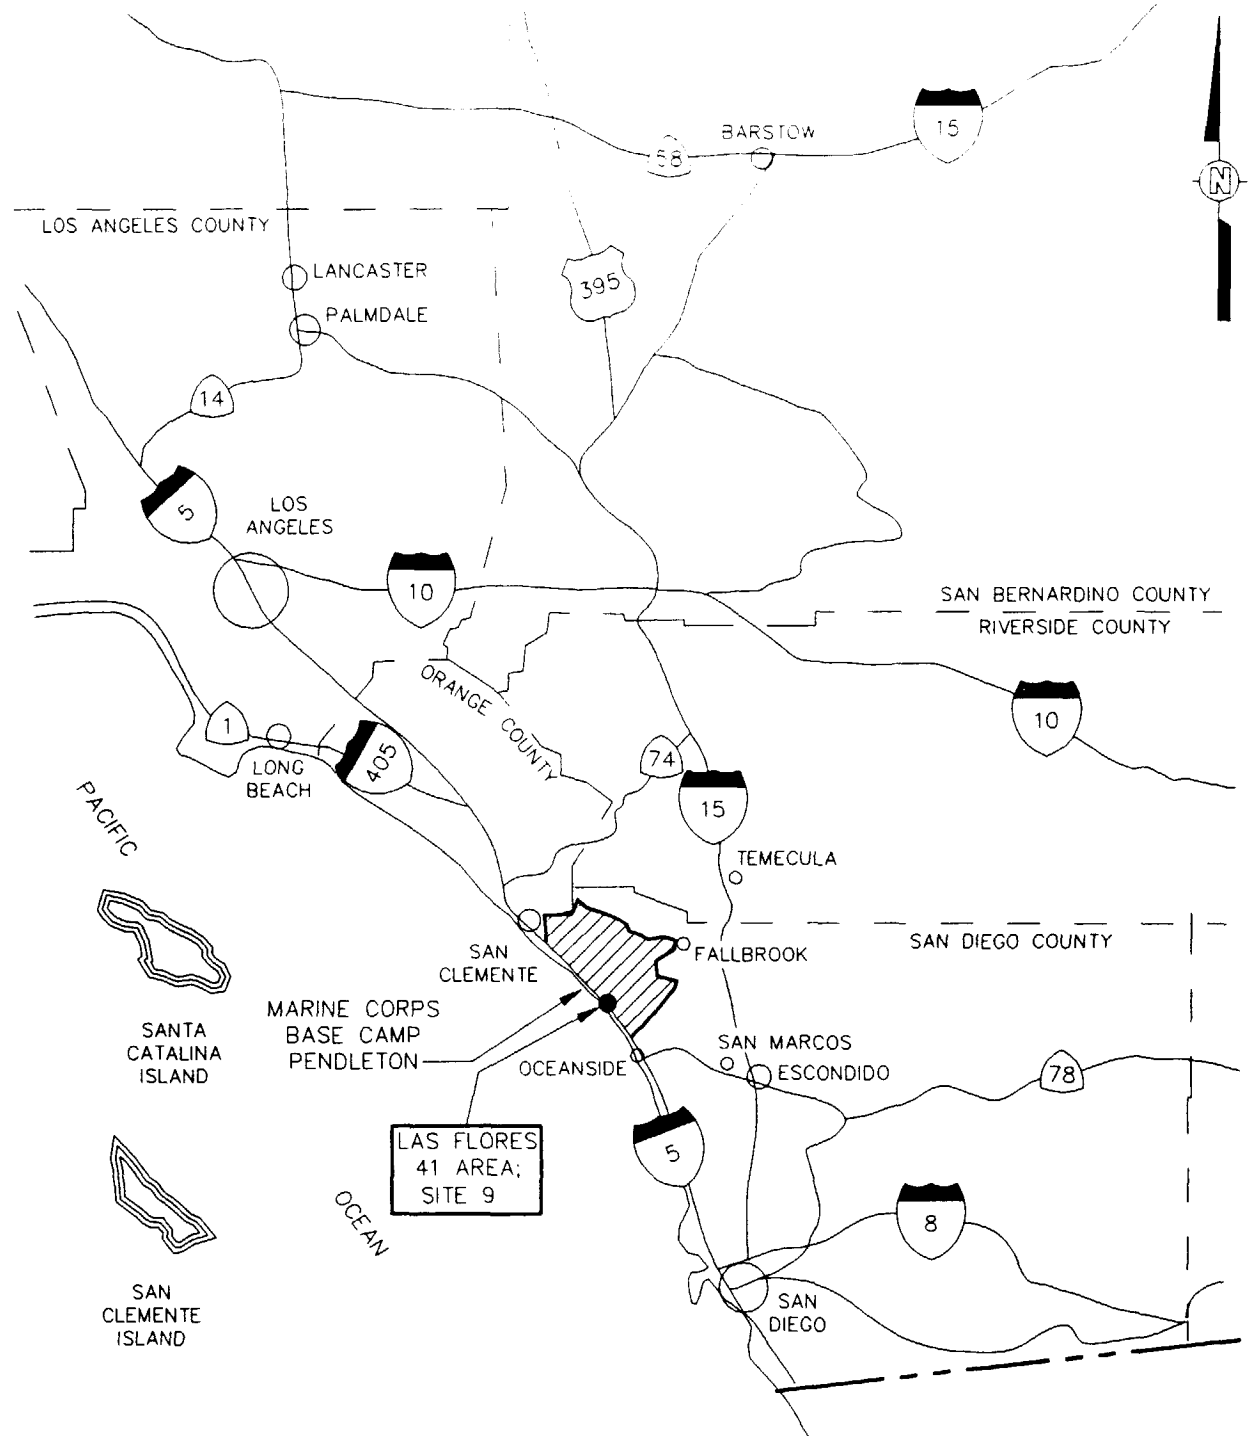 BARSTOW
15
58
N
LOS ANGELES COUNTY
LANCASTER
395
PALMDALE
14
5
LOS
ANGELES
10
SAN BERNARDINO COUNTY
RIVERSIDE COUNTY
ORANGE COUNTY
10
1
405
74
LONG
BEACH
15
PACIFIC
TEMECULA
SAN
CLEMENTE
FALLBROOK
SAN DIEGO COUNTY
MARINE CORPS
BASE CAMP
PENDLETON
SANTA
CATALINA
ISLAND
OCEANSIDE
SAN MARCOS
ESCONDIDO
78
LAS FLORES
41 AREA;
SITE 9
5
OCEAN
8
SAN
CLEMENTE
ISLAND
SAN
DIEGO